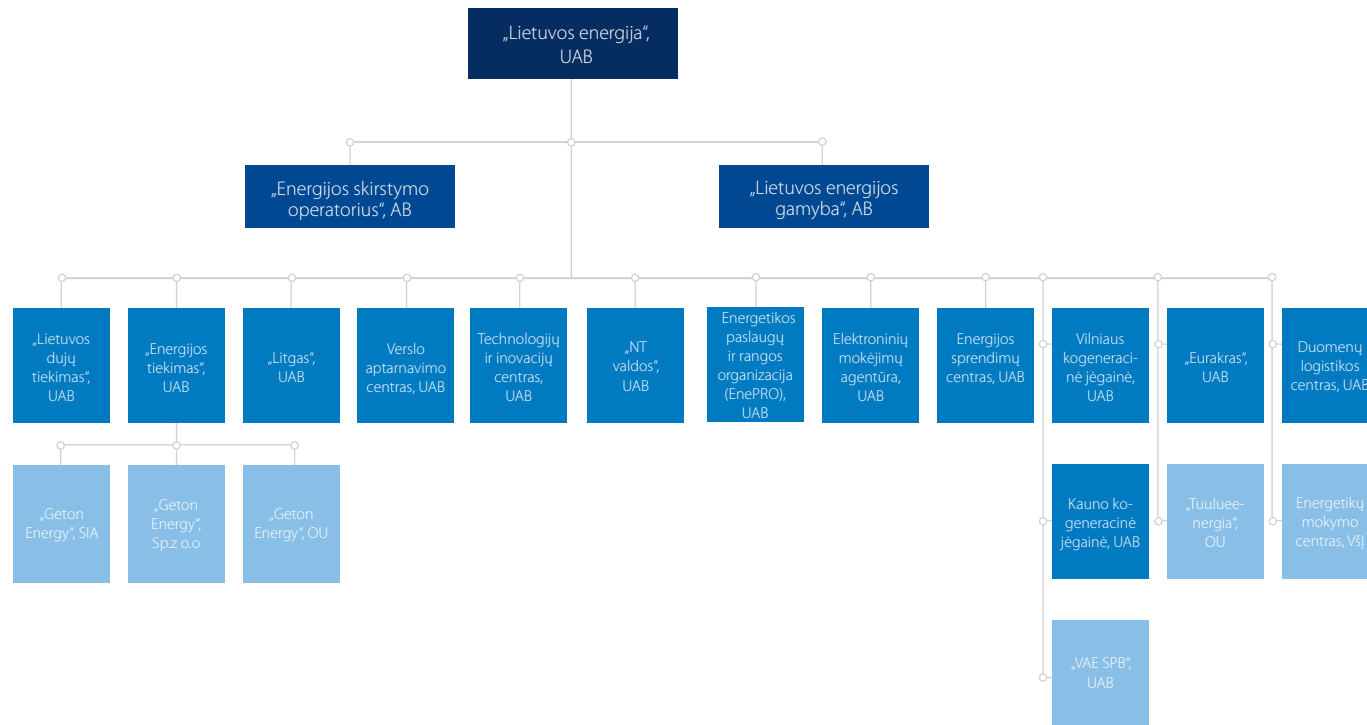 „Lietuvos energija“,
UAB
„Energijos skirstymo
operatorius“, AB
„Lietuvos energijos
gamyba“, AB
„Lietuvos
dujų
tiekimas“,
UAB
„Energijos
tiekimas“,
UAB
„Litgas“,
UAB
Verslo
aptarnavimo
centras, UAB
Technologijų
ir inovacijų
centras,
UAB
„NT
valdos“,
UAB
Energetikos
paslaugų
ir rangos
organizacija
(EnePRO),
UAB
Elektroninių
mokėjimų
agentūra,
UAB
Energijos
sprendimų
centras, UAB
Vilniaus
kogeneraci-
nė jėgainė,
UAB
„Eurakras“,
UAB
Duomenų
logistikos
centras, UAB
„Geton
Energy“, SIA
„Geton
Energy“,
Sp.z o.o
„Geton
Energy“, OU
Kauno ko-
generacinė
jėgainė, UAB
„Tuuluee-
nergia“,
OU
Energetikų
mokymo
centras, VšĮ
„VAE SPB“,
UAB